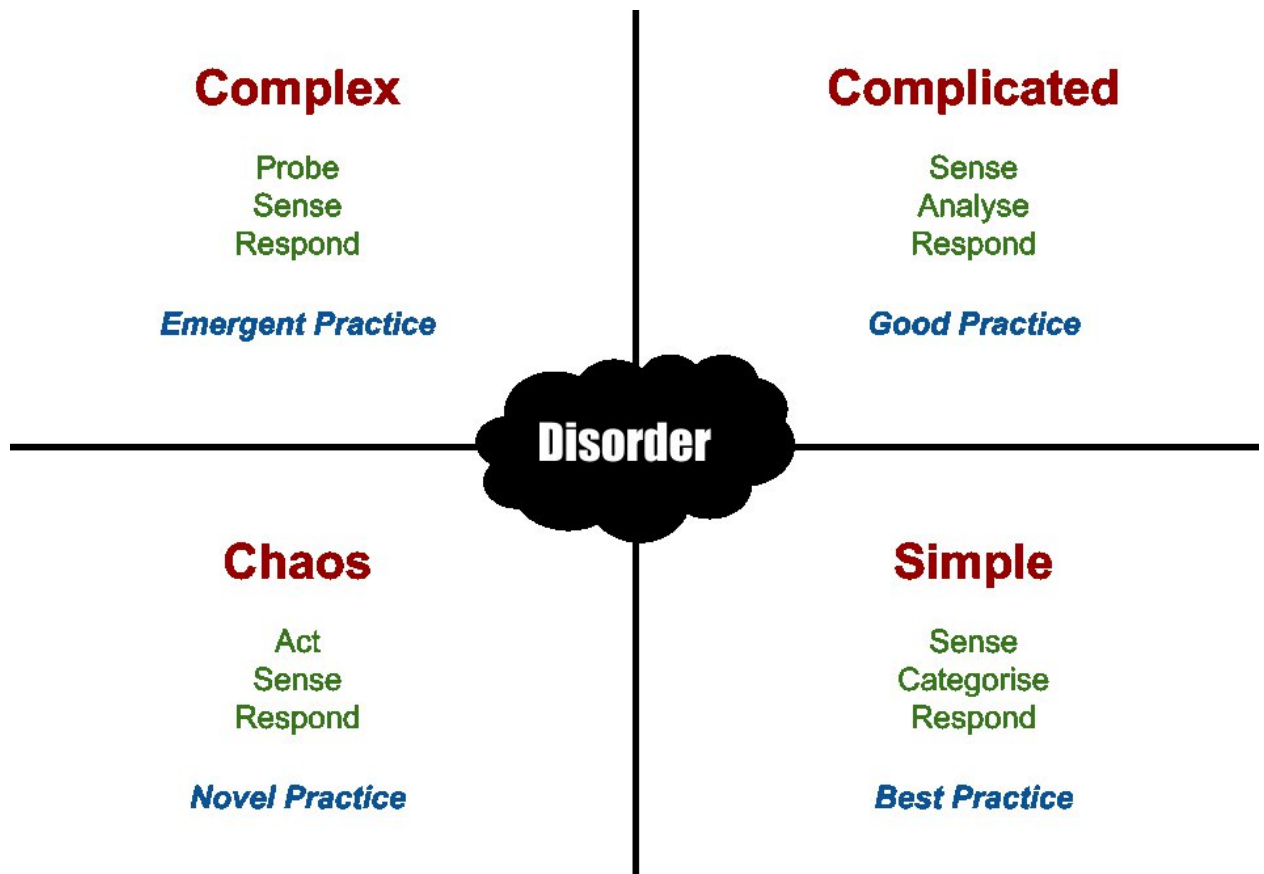 Complex
Probe
Sense
Respond
Emergent Practice
Complicated
Sense
Analyse
Respond
Good Practice
Disorder
Chaos
Act
Sense
Respond
Novel Practice
Simple
Sense
Categorise
Respond
Best Practice